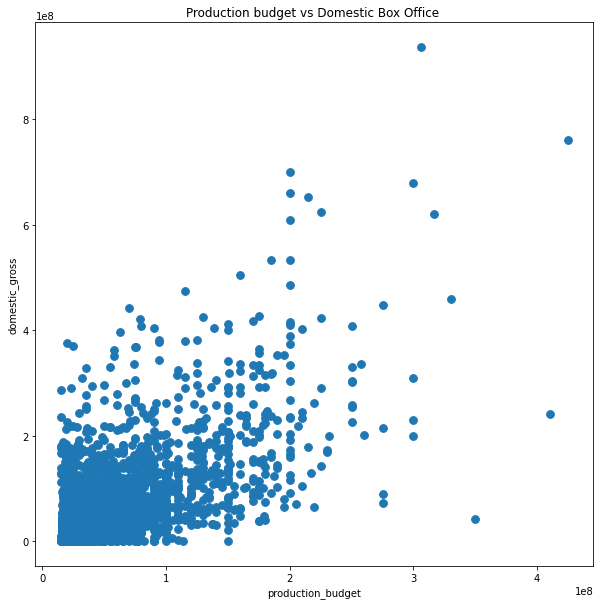 Production budget vs Domestic Box Office
1e8
8
6
4
2
0
domestic_gross
0 1 2 3 4
1e8
production_budget